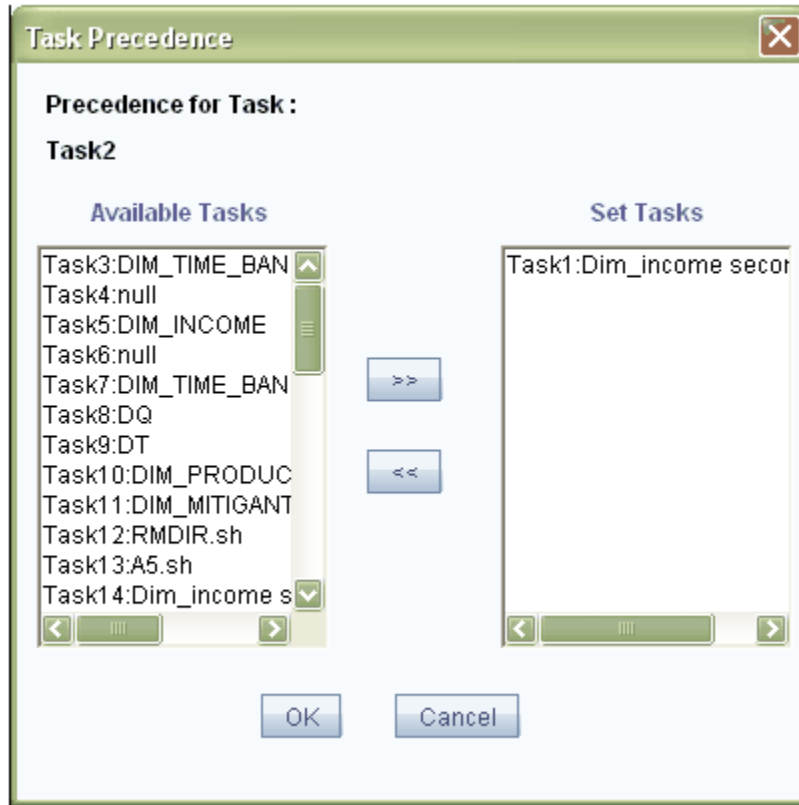 Task Precedence
Precedence for Task :
Task2
Available Tasks
Set Tasks
Task3:DIM_TIME_BAN
Task4:null
Task5:DIM_INCOME
Task6:null
Task7:DIM_TIME_BAN
Task8:DQ
Task9:DT
Task10:DIM_PRODUC
Task11:DIM_MITIGANT
Task12:RMDIR.sh
Task13:A5.sh
Task14:Dim_income s
>>
<<
Task1:Dim_income secon
OK
Cancel